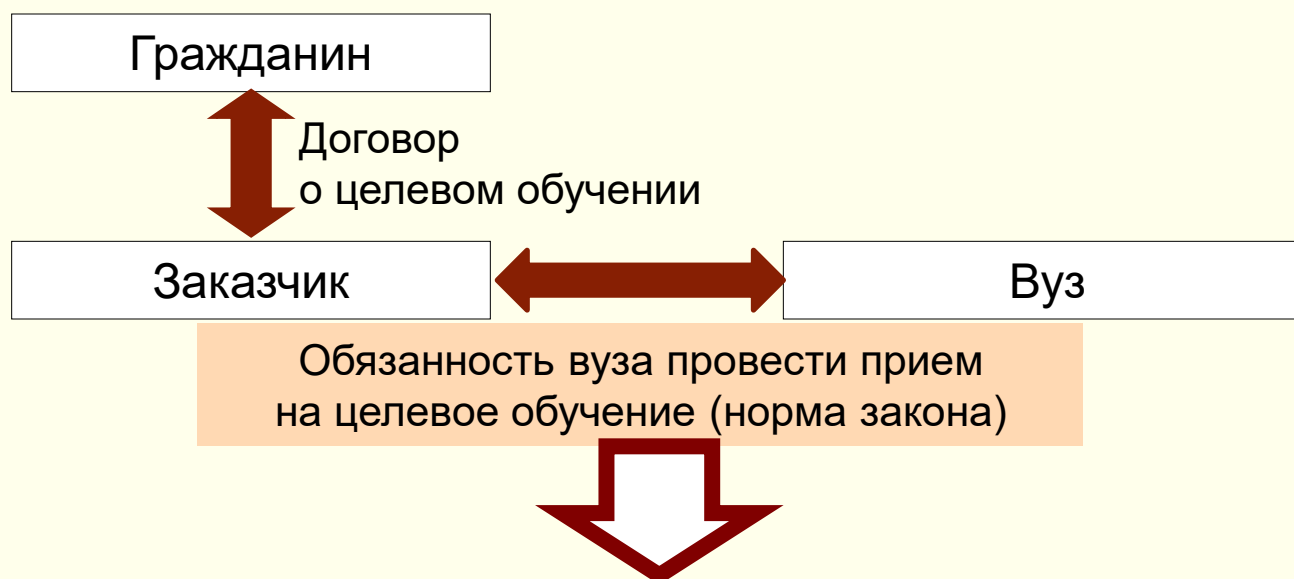 Гражданин
Договор
о целевом обучении
Заказчик
Вуз
Обязанность вуза провести прием
на целевое обучение (норма закона)